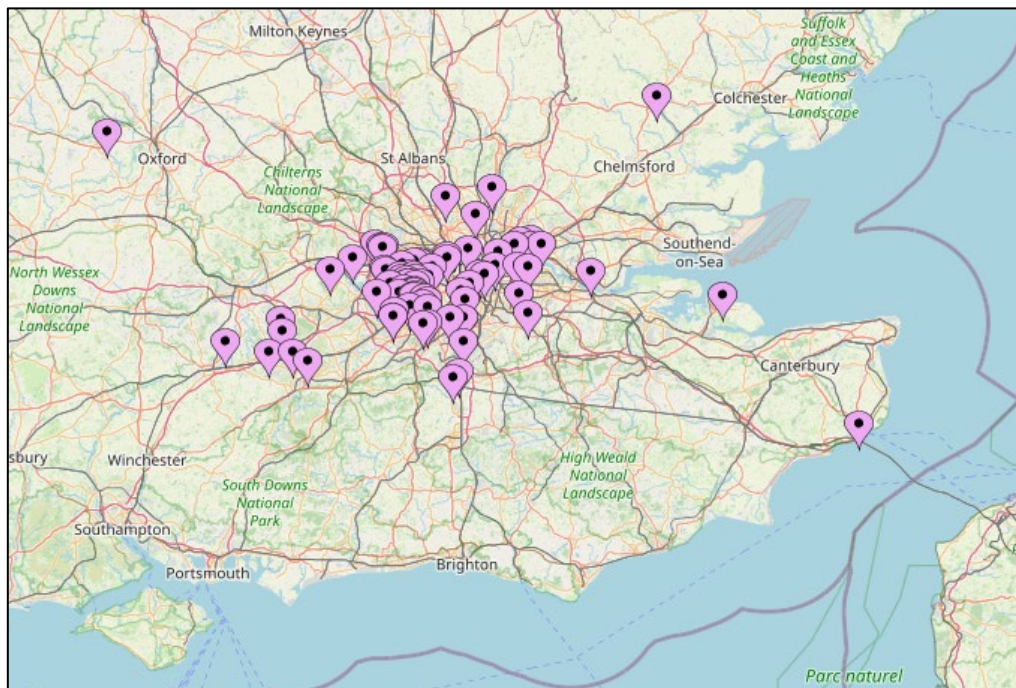 Milton Keynes
Suffolk
and Essex
Coast and
Heaths
National
Landscape
Colchester
Oxford
St Albans
Chelmsford
Chilterns
National
Landscape
Southend-
on-Sea
North Wessex
Downs
National
Landscape
Canterbury
sbury
Winchester
High Weald
National
Landscape
South Downs
National
Park
Southampton
Portsmouth
Brighton
Parc naturel